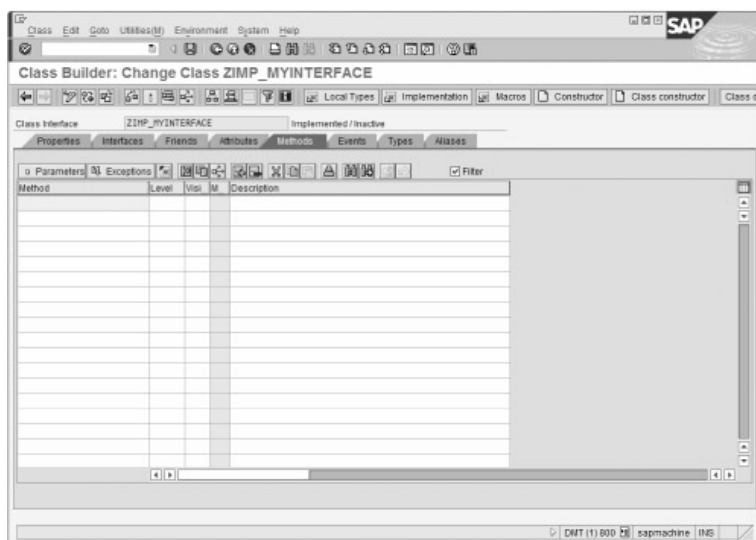 Class Edit Goto Utilities(M) Environment System Help
SAP
Class Builder: Change Class ZIMP_MYINTERFACE
Local Types Implementation Macros Constructor Class constructor Class c
Class Interface ZIMP_MYINTERFACE Implemented / Inactive
Properties Interfaces Friends Attributes Methods Events Types Aliases
Parameters Exceptions Filter
Method Level Visi M Description
DMT (1) 800 sapmachine INS